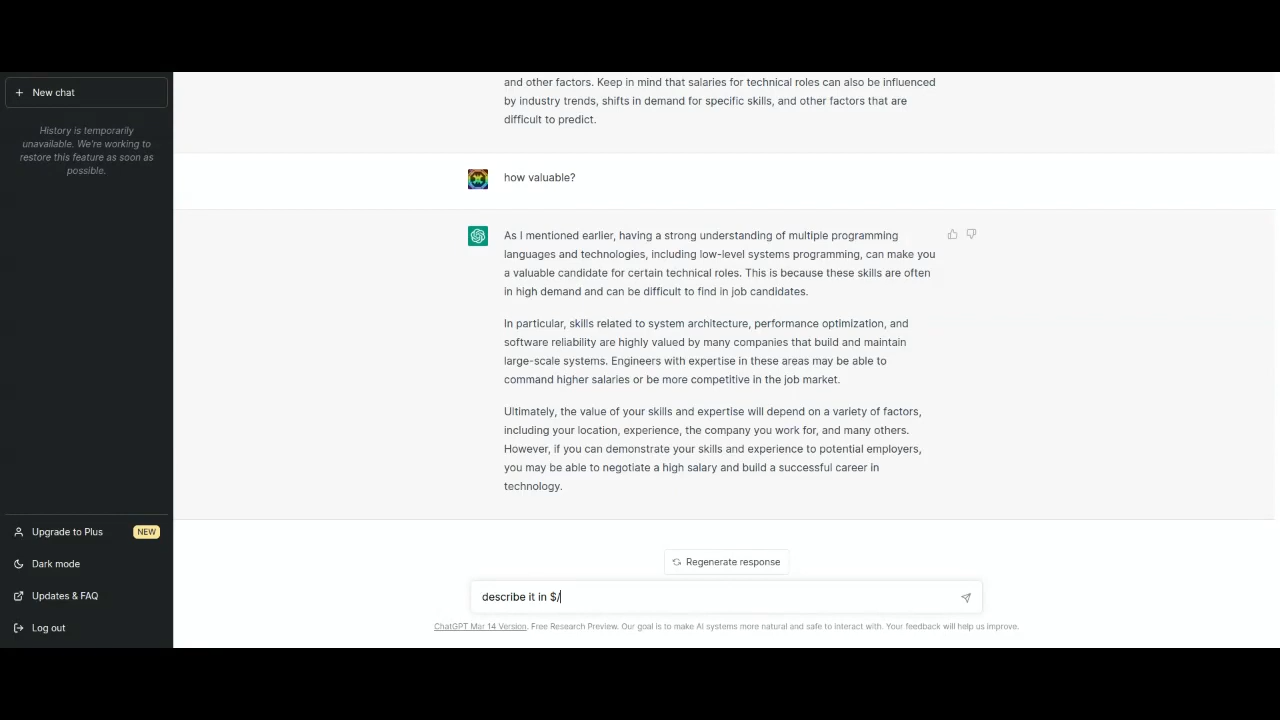 New chat
History is temporarily
unavailable. We're working to
restore this feature as soon as
possible.
and other factors. Keep in mind that salaries for technical roles can also be influenced
by industry trends, shifts in demand for specific skills, and other factors that are
difficult to predict.
how valuable?
As I mentioned earlier, having a strong understanding of multiple programming
languages and technologies, including low-level systems programming, can make you
a valuable candidate for certain technical roles. This is because these skills are often
in high demand and can be difficult to find in job candidates.
In particular, skills related to system architecture, performance optimization, and
software reliability are highly valued by many companies that build and maintain
large-scale systems. Engineers with expertise in these areas may be able to
command higher salaries or be more competitive in the job market.
Ultimately, the value of your skills and expertise will depend on a variety of factors,
including your location, experience, the company you work for, and many others.
However, if you can demonstrate your skills and experience to potential employers,
you may be able to negotiate a high salary and build a successful career in
technology.
Upgrade to Plus NEW
Dark mode
Updates & FAQ
Log out
Regenerate response
describe it in $/
ChatGPT Mar 14 Version. Free Research Preview. Our goal is to make AI systems more natural and safe to interact with. Your feedback will help us improve.